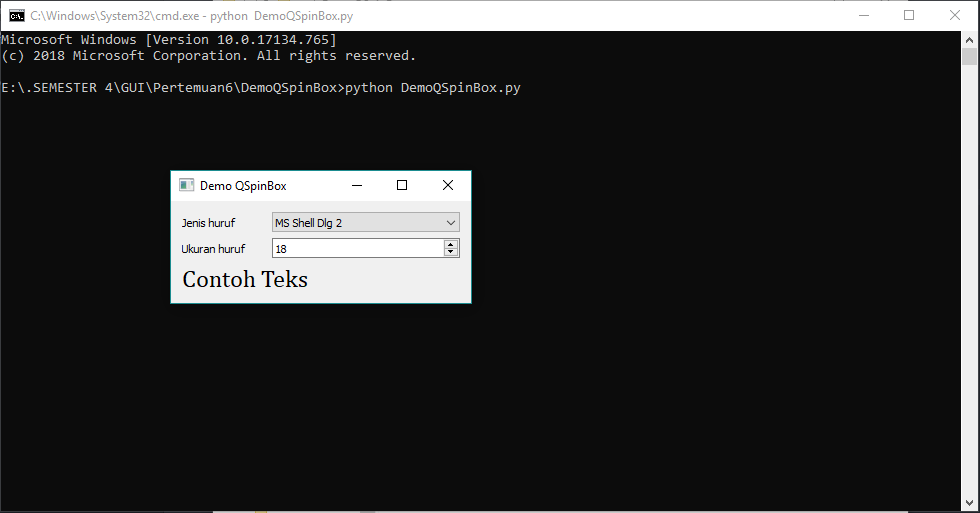 C:\Windows\System32\cmd.exe - python  DemoQSpinBox.py
Microsoft Windows [Version 10.0.17134.765]
(c) 2018 Microsoft Corporation. All rights reserved.
E:\.SEMESTER 4\GUI\Pertemuan6\DemoQSpinBox>python DemoQSpinBox.py
Demo QSpinBox
Jenis huruf MS Shell Dlg 2
Ukuran huruf 18
Contoh Teks